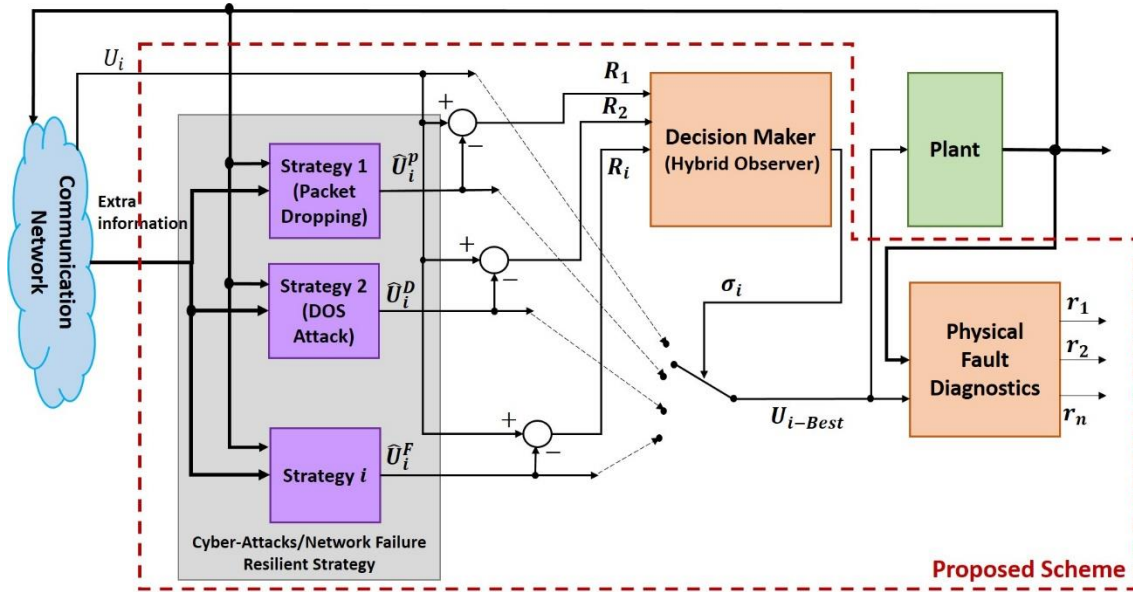 U_i
R_1
R_2
R_i
+
−
Decision Maker
(Hybrid Observer)
Plant
Communication
Network
Extra
information
Strategy 1
(Packet
Dropping)
Û_i^p
+
−
Strategy 2
(DOS
Attack)
Û_i^D
σ_i
Physical
Fault
Diagnostics
r_1
r_2
r_n
+
−
Strategy i
Û_i^F
U_{i−Best}
Cyber-Attacks/Network Failure
Resilient Strategy
Proposed Scheme